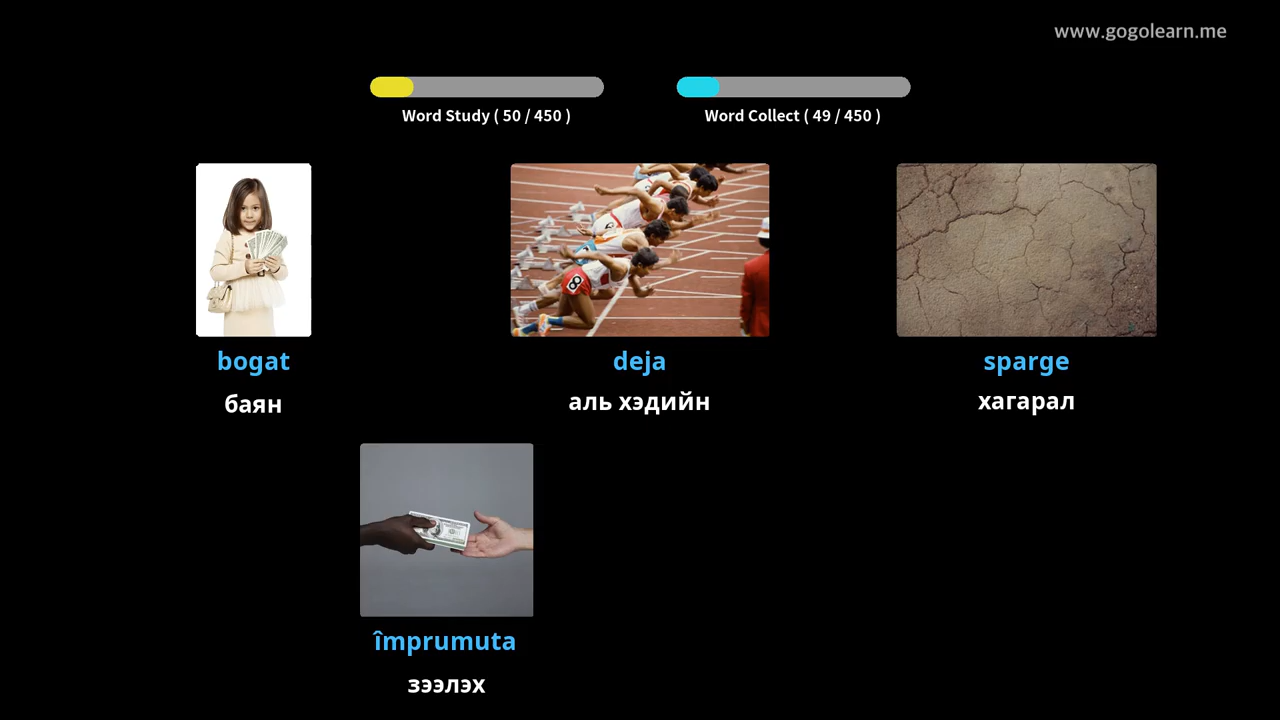 www.gogolearn.me
Word Study ( 50 / 450 )
Word Collect ( 49 / 450 )
bogat
баян
deja
аль хэдийн
sparge
хагарал
8
împrumuta
зээлэх